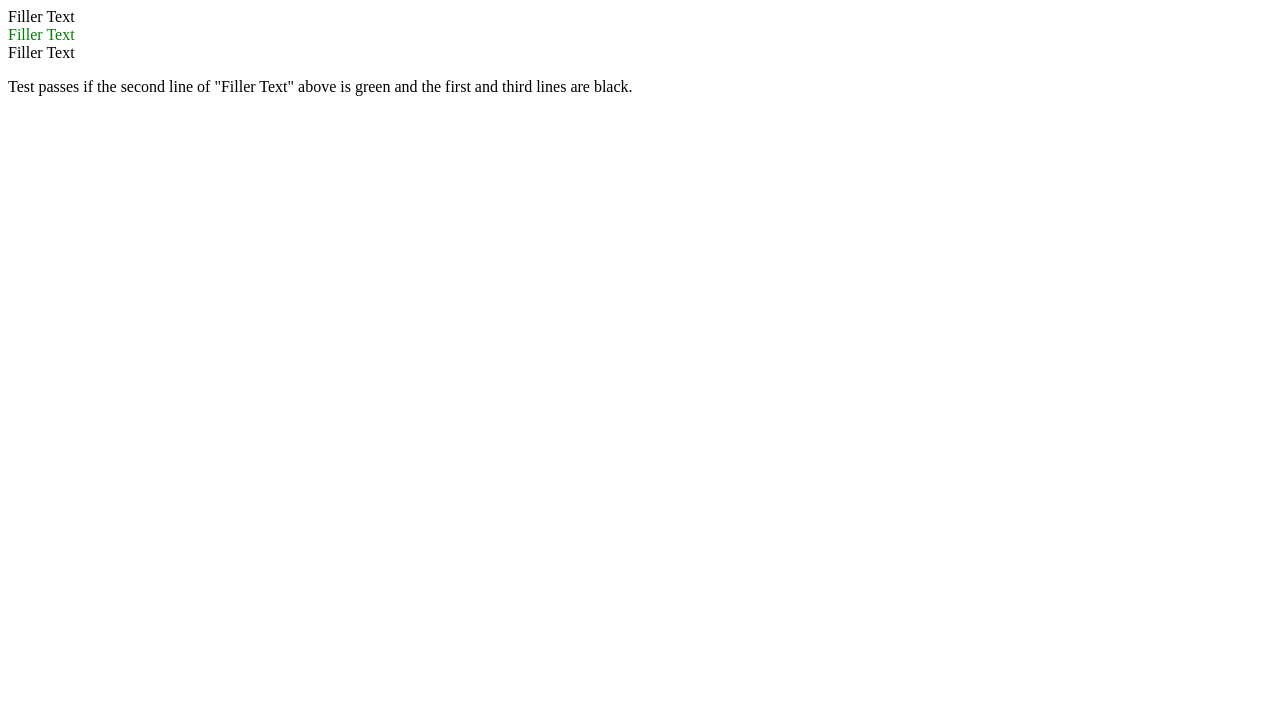 Filler Text
Filler Text
Filler Text
Test passes if the second line of "Filler Text" above is green and the first and third lines are black.